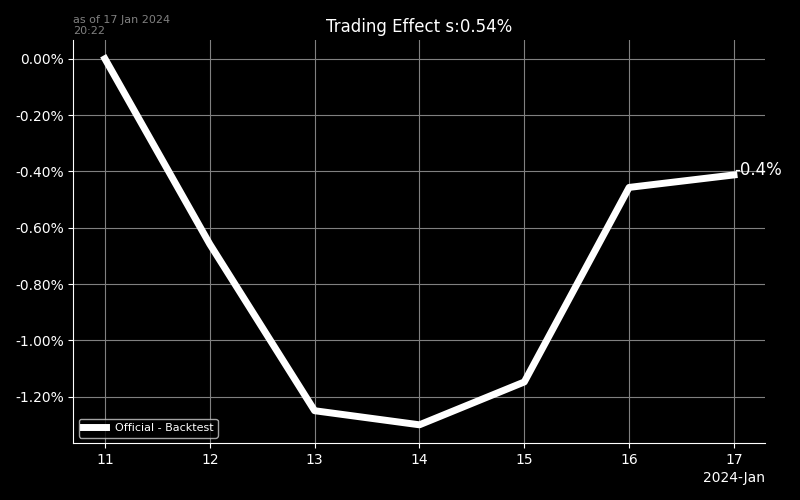 as of 17 Jan 2024
20:22
Trading Effect s:0.54%
0.00%
-0.20%
-0.40%
-0.60%
-0.80%
-1.00%
-1.20%
-0.4%
Official - Backtest
11 12 13 14 15 16 17
2024-Jan